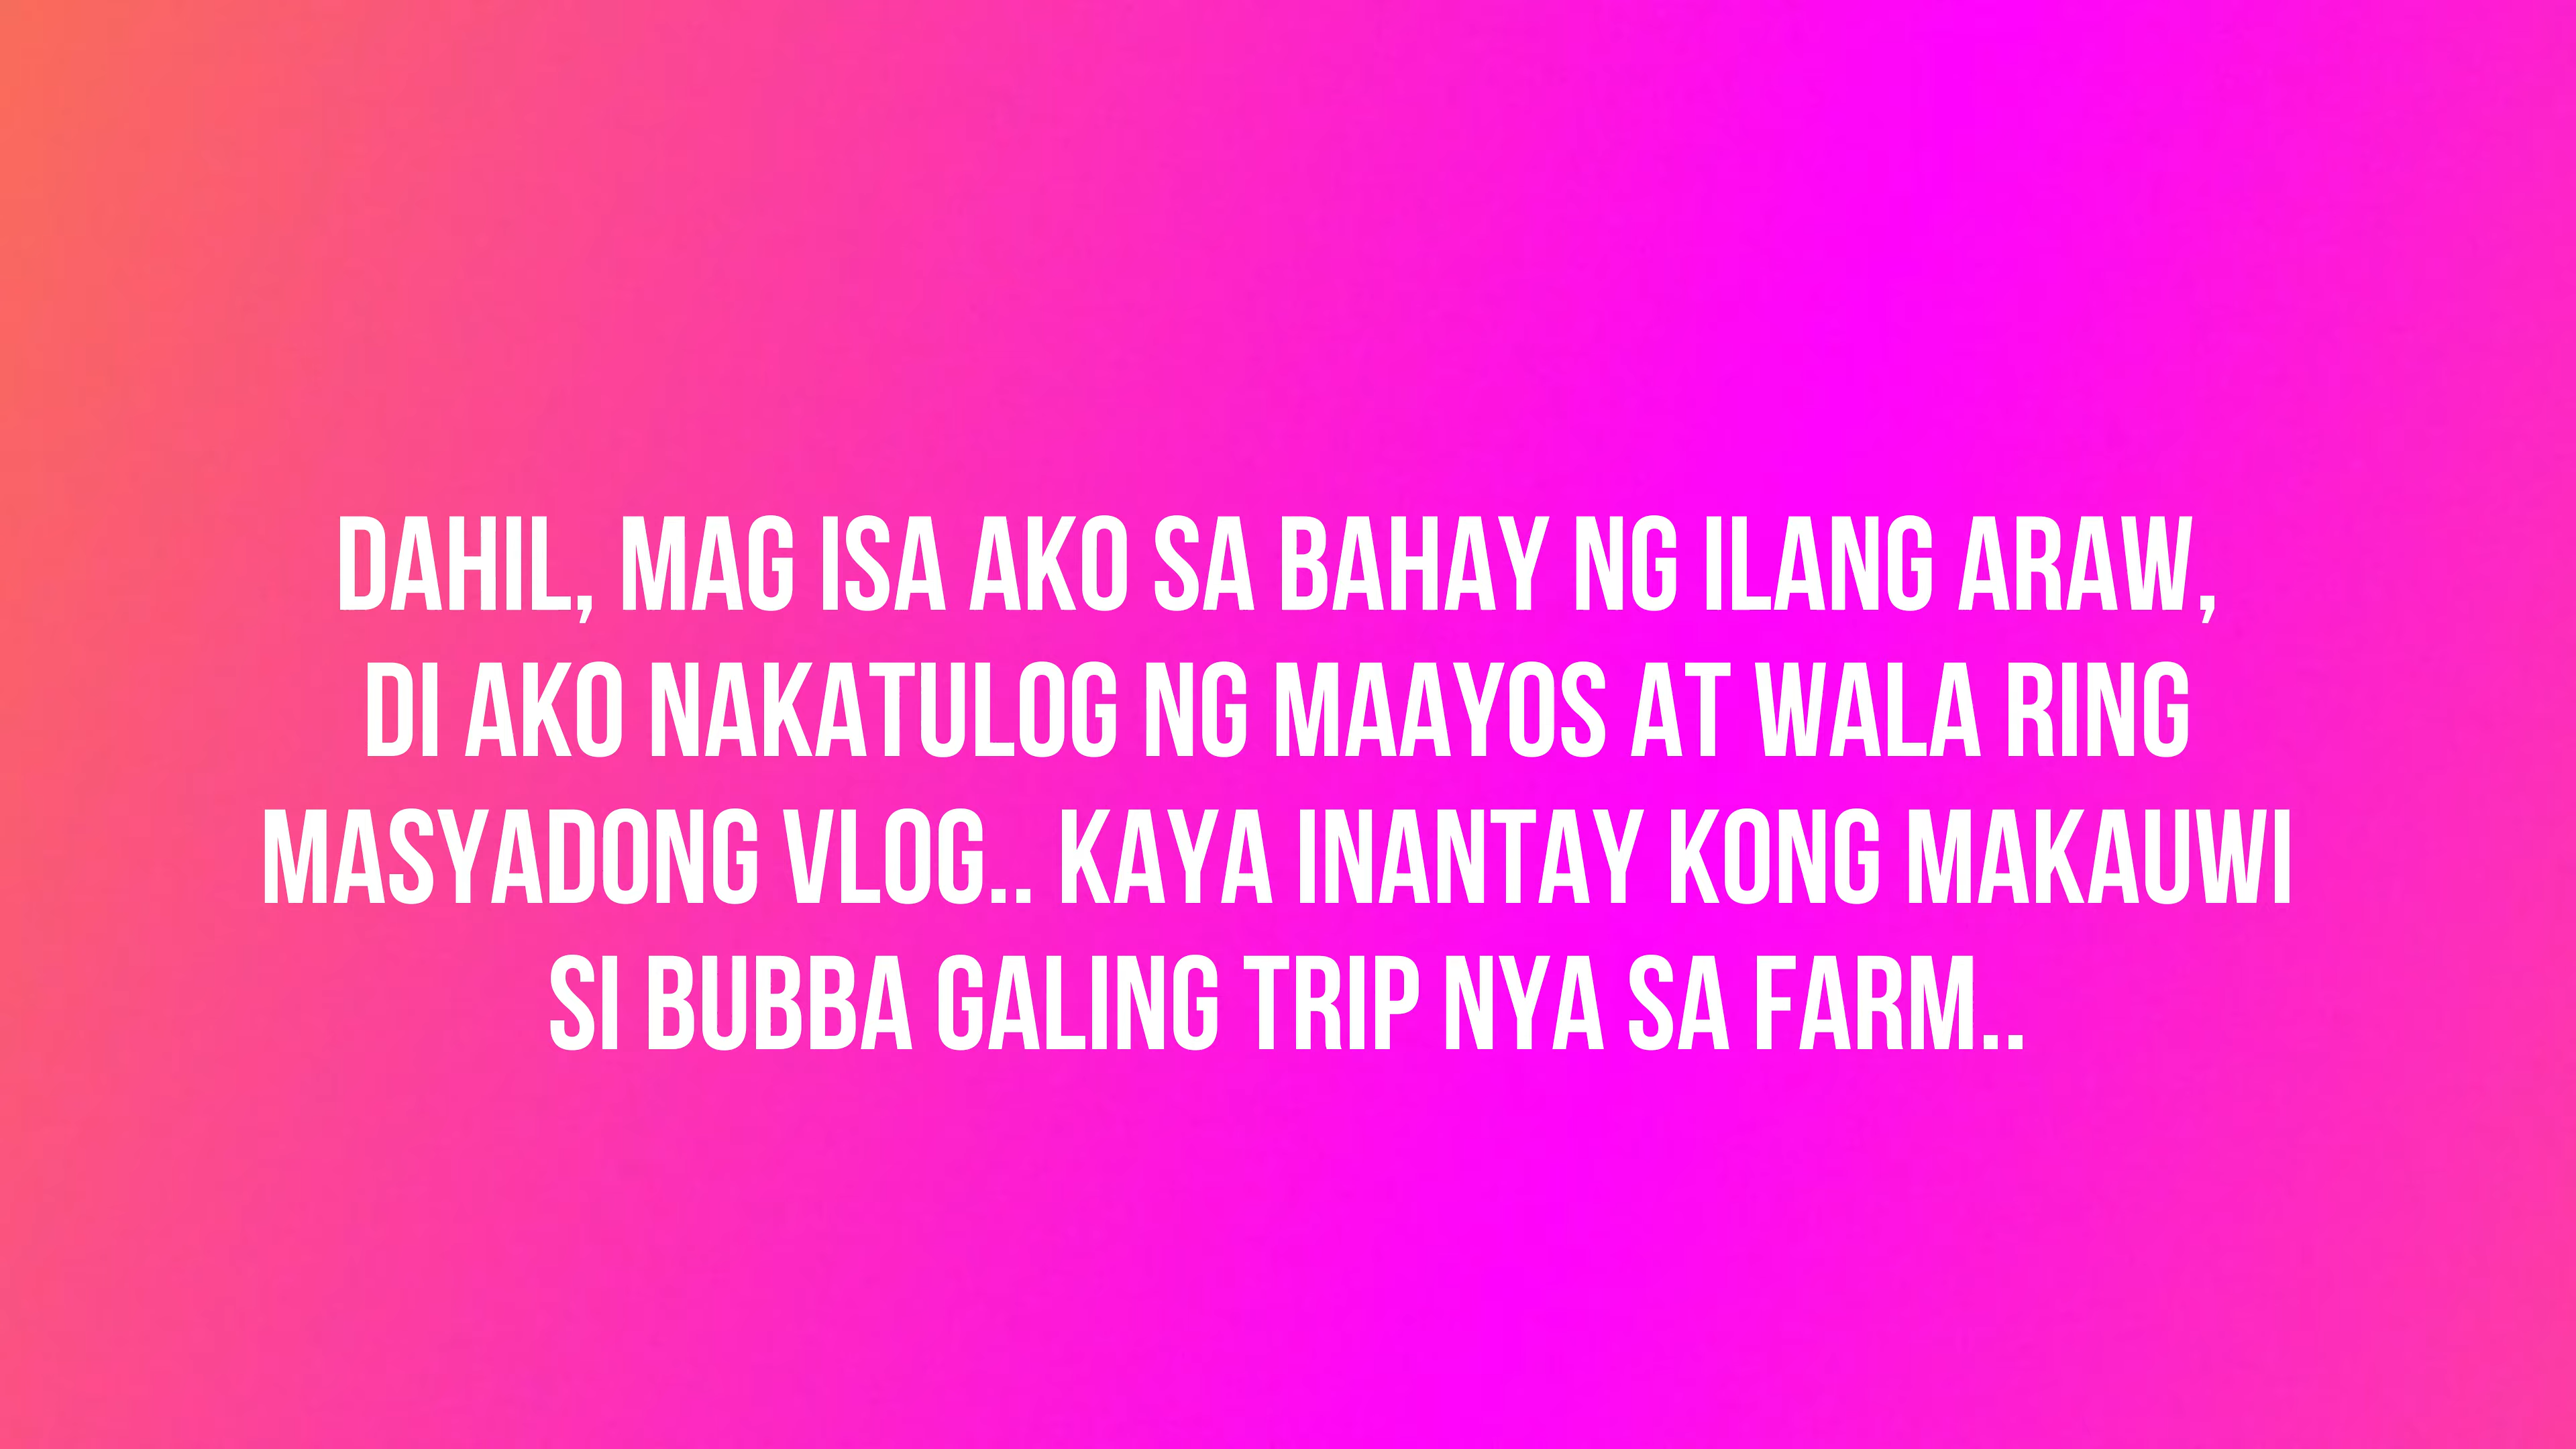 DAHIL, MAG ISA AKO SA BAHAY NG ILANG ARAW,
DI AKO NAKATULOG NG MAAYOS AT WALA RING
MASYADONG VLOG.. KAYA INANTAY KONG MAKAUWI
SI BUBBA GALING TRIP NYA SA FARM..